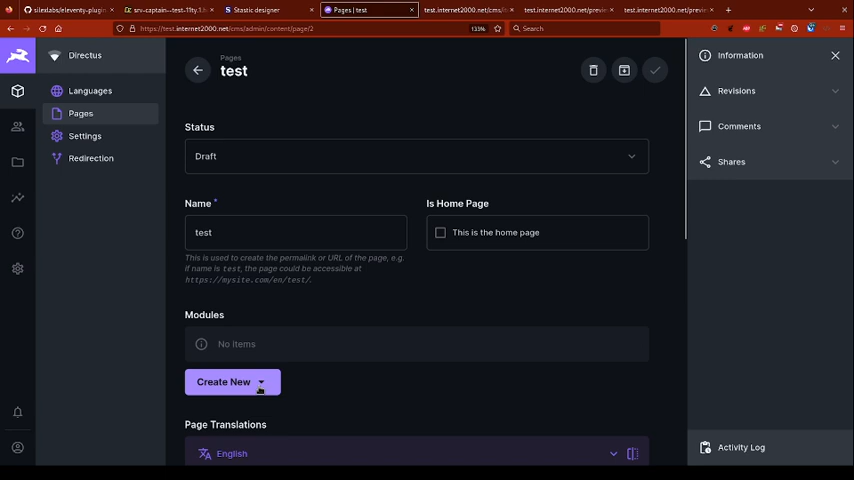 silexlabs/eleventy-plugin
srv-captain--test-11ty.1.h
Static designer
Pages | test
test.internet2000.net/cms/
test.internet2000.net/previe
test.internet2000.net/previe
https://test.internet2000.net/cms/admin/content/page/2
133%
Search
Directus
Languages
Pages
Settings
Redirection
Pages
test
Status
Draft
Name *
test
This is used to create the permalink or URL of the page, e.g.
If name is test, the page could be accessible at
https://mysite.com/en/test/.
Is Home Page
This is the home page
Modules
No items
Create New
Page Translations
English
Information
Revisions
Comments
Shares
Activity Log